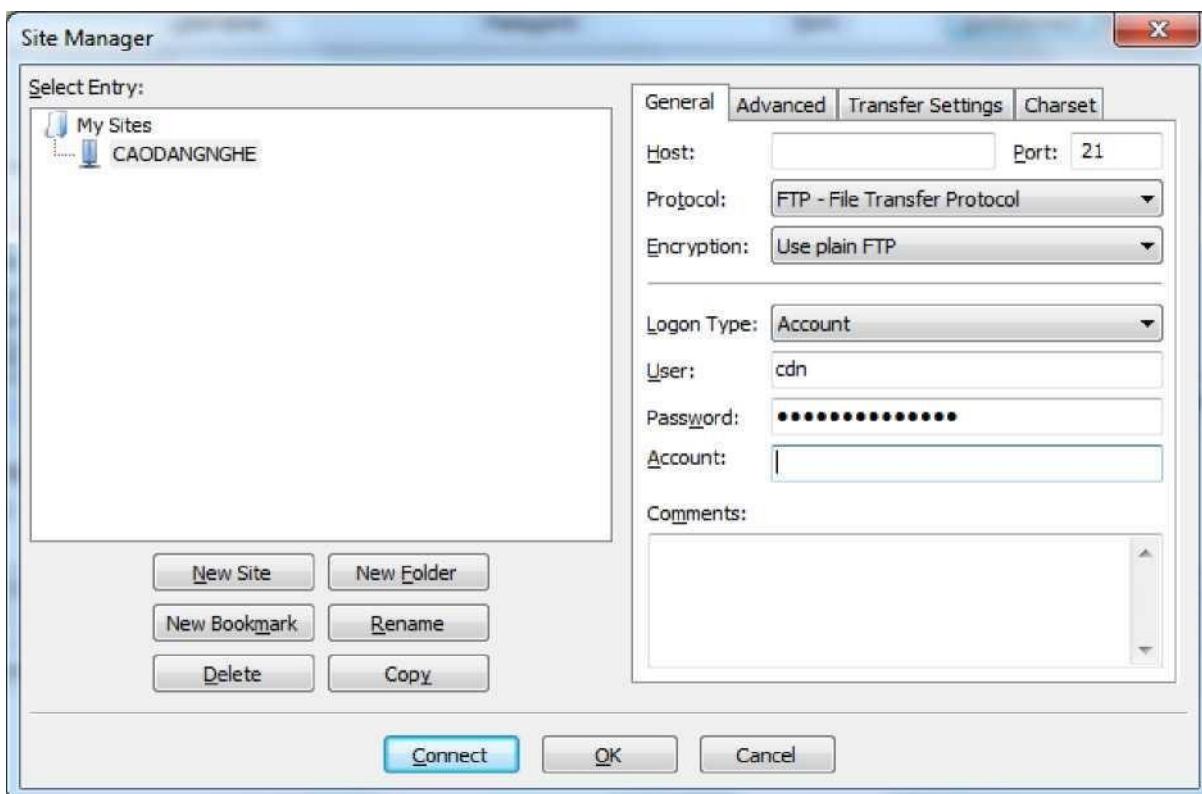 Site Manager
Select Entry:
My Sites
CAODANGNGHE
New Site
New Folder
New Bookmark
Rename
Delete
Copy
General
Advanced
Transfer Settings
Charset
Host:
Port: 21
Protocol: FTP - File Transfer Protocol
Encryption: Use plain FTP
Logon Type: Account
User: cdn
Password: ••••••••••••••
Account:
Comments:
Connect
OK
Cancel